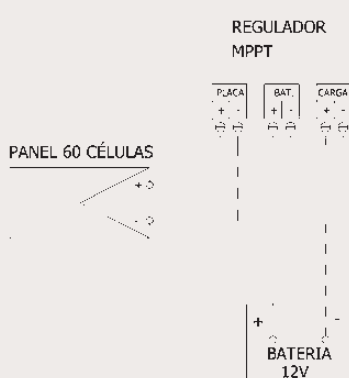 REGULADOR
MPPT
PLACA BAT. CARGA
+ - + - + -
PANEL 60 CÉLULAS
+
-
+ -
BATERIA
12V